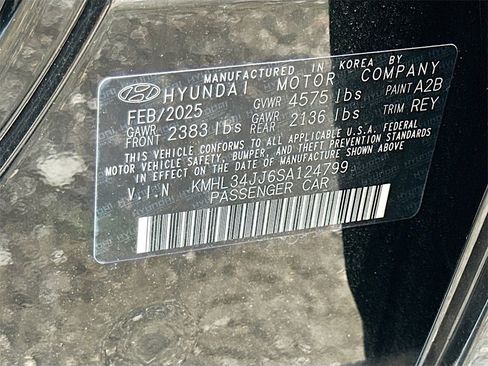 MANUFACTURED IN KOREA BY
HYUNDAI MOTOR COMPANY
FEB/2025 GVWR 4575 lbs PAINT A2B
GAWR FRONT 2383 lbs GAWR REAR 2136 lbs TRIM REY
THIS VEHICLE CONFORMS TO ALL APPLICABLE U.S.A. FEDERAL
MOTOR VEHICLE SAFETY, BUMPER, AND THEFT PREVENTION
STANDARDS IN EFFECT ON THE DATE OF MANUFACTURE SHOWN ABOVE.
V.I.N KMHL34JJ6SA124799
PASSENGER CAR